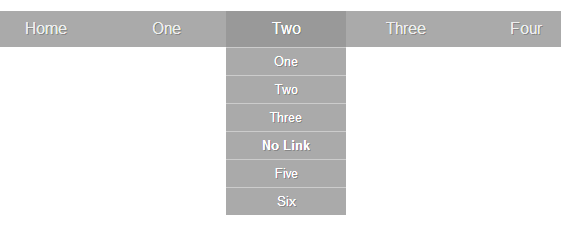 Home One Two Three Four
One
Two
Three
No Link
Five
Six